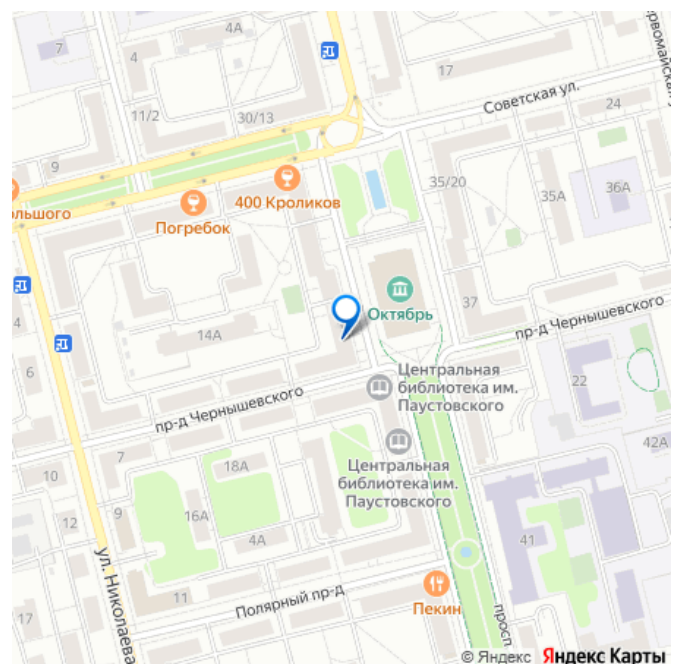 4А
7
4
17
Советская ул.
24
11/2
30/13
9
400 Кроликов
35/20
35А
36А
Погребок
Октябрь
37
пр-д Чернышевского
4
14А
6
22
Центральная
библиотека им.
Паустовского
пр-д Чернышевского
7
18А
42А
10
Центральная
библиотека им.
Паустовского
12
9
16А
4А
41
ул. Николаева
11
Полярный пр-д
Пекин
просп.
17
© Яндекс Яндекс Карты